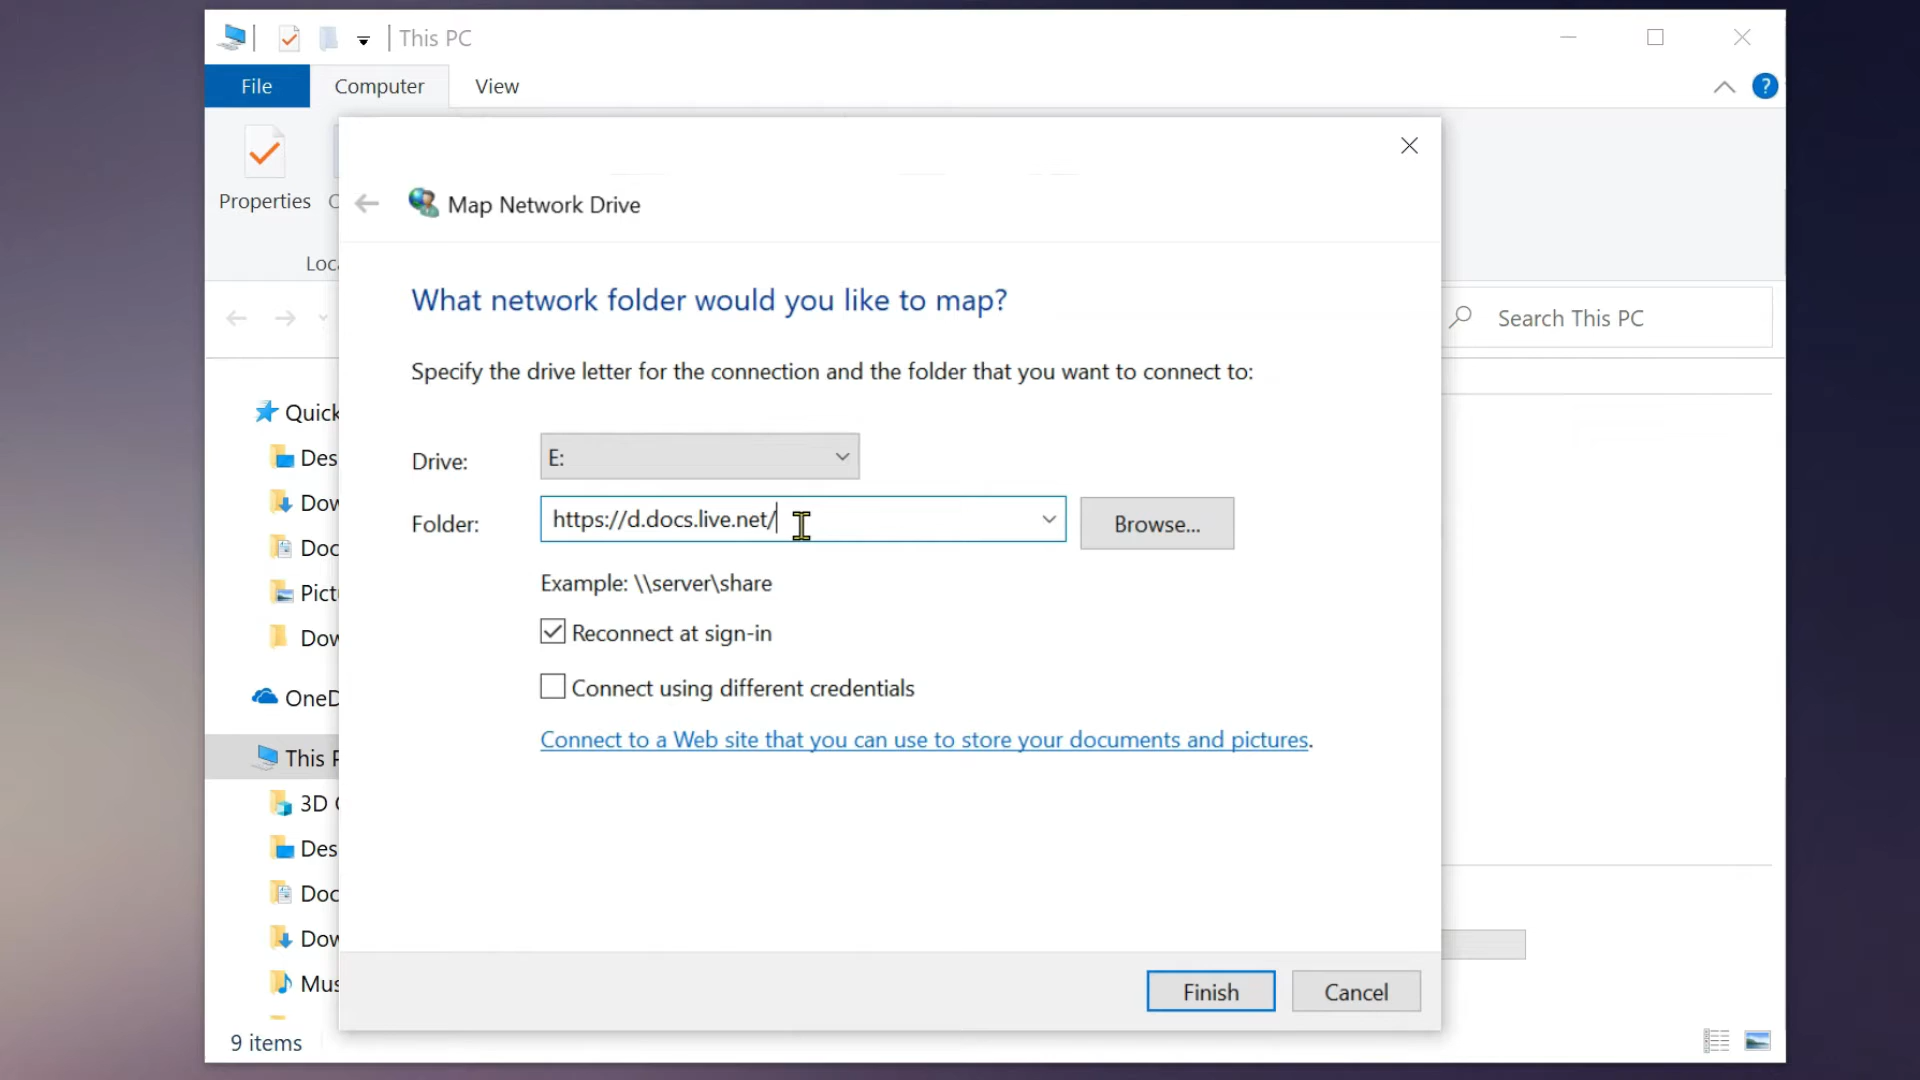 This PC
File Computer View
?
Properties
Map Network Drive
What network folder would you like to map?
Search This PC
Specify the drive letter for the connection and the folder that you want to connect to:
Quick
Drive: E:
Folder: https://d.docs.live.net/ Browse...
Example: \\server\share
Reconnect at sign-in
Connect using different credentials
Connect to a Web site that you can use to store your documents and pictures.
OneD
This P
Des
Dow
Doc
Pictu
Dow
3D
Des
Doc
Dow
Mus
Finish Cancel
9 items